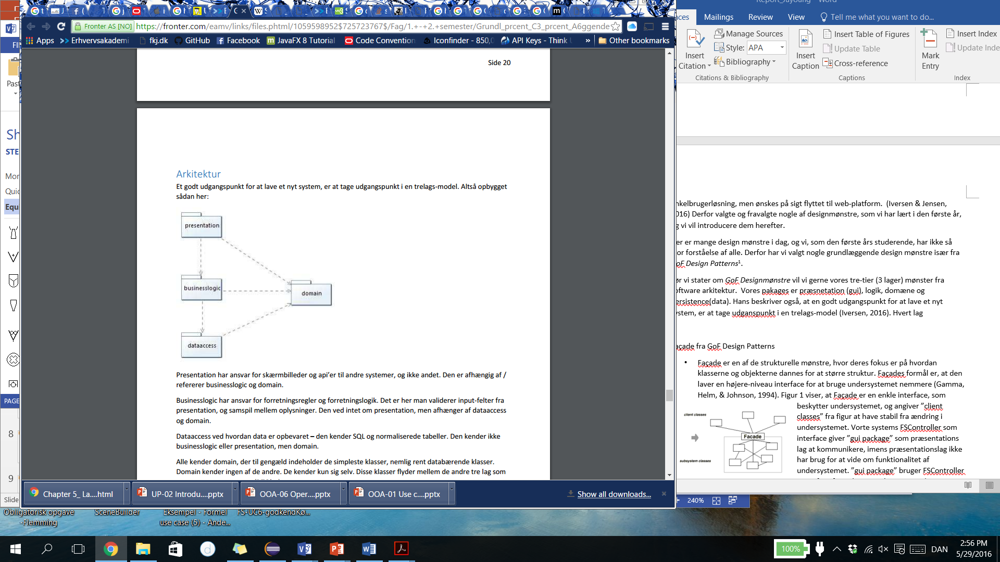 Fronter AS [NO]
https://fronter.com/eamv/links/files.phtml/1059598952$725723767$/Fag/1.+-+2.+semester/Grundl_prcent_C3_prcent_A6ggende
Apps
Erhvervsakademi
fkj.dk
GitHub
Facebook
JavaFX 8 Tutorial
Code Convention
Iconfinder - 850,0
API Keys - Think
»
Other bookmarks
Side 20
Arkitektur
Et godt udgangspunkt for at lave et nyt system, er at tage udgangspunkt i en trelags-model. Altså opbygget
sådan her:
presentation
businesslogic
domain
dataaccess
Presentation har ansvar for skærmbilleder og api'er til andre systemer, og ikke andet. Den er afhængig af /
refererer businesslogic og domain.
Businesslogic har ansvar for forretningsregler og forretningslogik. Det er her man validerer input-felter fra
presentation, og samspil mellem oplysninger. Den ved intet om presentation, men afhænger af dataaccess
og domain.
Dataaccess ved hvordan data er opbevaret – den kender SQL og normaliserede tabeller. Den kender ikke
businesslogic eller presentation, men domain.
Alle kender domain, der til gengæld indeholder de simpleste klasser, nemlig rent databærende klasser.
Domain kender ingen af de andre. De kender kun sig selv. Disse klasser flyder mellem de andre tre lag som
Chapter 5_ La....html
UP-02 Introdu....pptx
OOA-06 Oper....pptx
OOA-01 Use c....pptx
Show all downloads...
FI
Past
Sh
STE
Mor
Quic
Equ
PAGE
8
9
Slide
Report_Juyoung - Word
nces
Mailings
Review
View
Tell me what you want to do...
Insert
Citation
Manage Sources
Style: APA
Bibliography
Citations & Bibliography
Insert
Caption
Insert Table of Figures
Update Table
Cross-reference
Captions
Mark
Entry
Insert Index
Update Inde
Index
nkelbrugerløsning, men ønskes på sigt flyttet til web-platform. (Iversen & Jensen,
016) Derfor valgte og fravalgte nogle af designmønstre, som vi har lært i den første år,
g vi vil introducere dem herefter.
er er mange design mønstre i dag, og vi, som den første års studerende, har ikke så
or forståelse af alle. Derfor har vi valgt nogle grundlæggende design mønstre især fra
oF Design Patterns¹.
ør vi stater om GoF Designmønstre vil vi gerne vores tre-tier (3 lager) mønster fra
oftware arkitektur. Vores pakages er præsnetation (gui), logik, domæne og
ersistence(data). Hans beskriver også, at en godt udgangspunkt for at lave et nyt
ystem, er at tage udganspunkt i en trelags-model (Iversen, 2016). Hvert lag
açade fra GoF Design Patterns
• Façade er en af de strukturelle mønstre, hvor deres fokus er på hvordan
klasserne og objekterne dannes for at større struktur. Façades formål er, at den
laver en højere-niveau interface for at bruge undersystemet nemmere (Gamma,
Helm, & Johnson, 1994). Figur 1 viser, at Façade er en enkle interface, som
beskytter undersystemet, og angiver ”client
classes” fra figur at have stabil fra ændring i
undersystemet. Vorte systems FSController som
interface giver ”gui package” som præsentations
lag at kommunikere, imens præsentationslag ikke
har brug for at vide om funktionalitet af
undersystemet. ”gui package” bruger FSController
client classes
Facade
subsystem classes
240%
Obligatorisk opgave
-Flemming
SceneBuilder
Eksempel - Formel
use case (5) - Ande...
FS-UC6-godkendKø...
100%
DAN
2:56 PM
5/29/2016